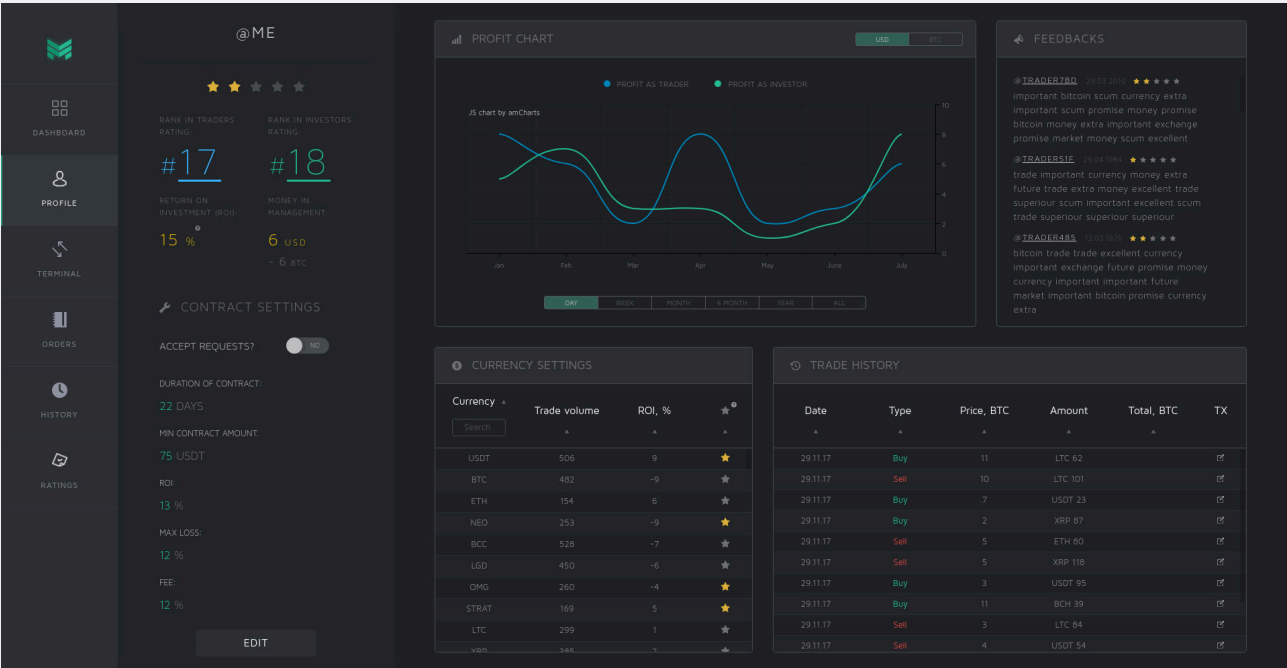 @ME
DASHBOARD
PROFILE
TERMINAL
ORDERS
HISTORY
RATINGS
RANK IN TRADERS
RATING:
#17
RANK IN INVESTORS
RATING:
#18
RETURN ON
INVESTMENT (ROI):
15 %
MONEY IN
MANAGEMENT:
6 USD
~ 6 BTC
CONTRACT SETTINGS
ACCEPT REQUESTS? NO
DURATION OF CONTRACT:
22 DAYS
MIN CONTRACT AMOUNT:
75 USDT
ROI:
13 %
MAX LOSS:
12 %
FEE:
12 %
EDIT
PROFIT CHART USD BTC
PROFIT AS TRADER PROFIT AS INVESTOR
JS chart by amCharts
10
8
6
4
2
0
Jan Feb Mar Apr May June July
DAY WEEK MONTH 6 MONTH YEAR ALL
FEEDBACKS
@TRADER78D 29.03.2010
important bitcoin scum currency extra
important scum promise money promise
bitcoin money extra important exchange
promise market money scum excellent
@TRADER51F 29.04.1984
trade important currency money extra
future trade extra money excellent trade
superiour scum important excellent scum
trade superiour superiour superiour
@TRADER485 12.03.1976
bitcoin trade trade excellent currency
important exchange future promise money
currency important important future
market important bitcoin promise currency
extra
CURRENCY SETTINGS
Currency Trade volume ROI, %
Search
USDT 506 9
BTC 482 -9
ETH 154 6
NEO 253 -9
BCC 528 -7
LGD 450 -6
OMG 260 -4
STRAT 169 5
LTC 299 1
XRP 385 2
TRADE HISTORY
Date Type Price, BTC Amount Total, BTC TX
29.11.17 Buy 11 LTC 62
29.11.17 Sell 10 LTC 101
29.11.17 Buy 7 USDT 23
29.11.17 Buy 2 XRP 87
29.11.17 Sell 5 ETH 80
29.11.17 Sell 5 XRP 118
29.11.17 Buy 3 USDT 95
29.11.17 Buy 11 BCH 39
29.11.17 Sell 3 LTC 84
29.11.17 Sell 4 USDT 54